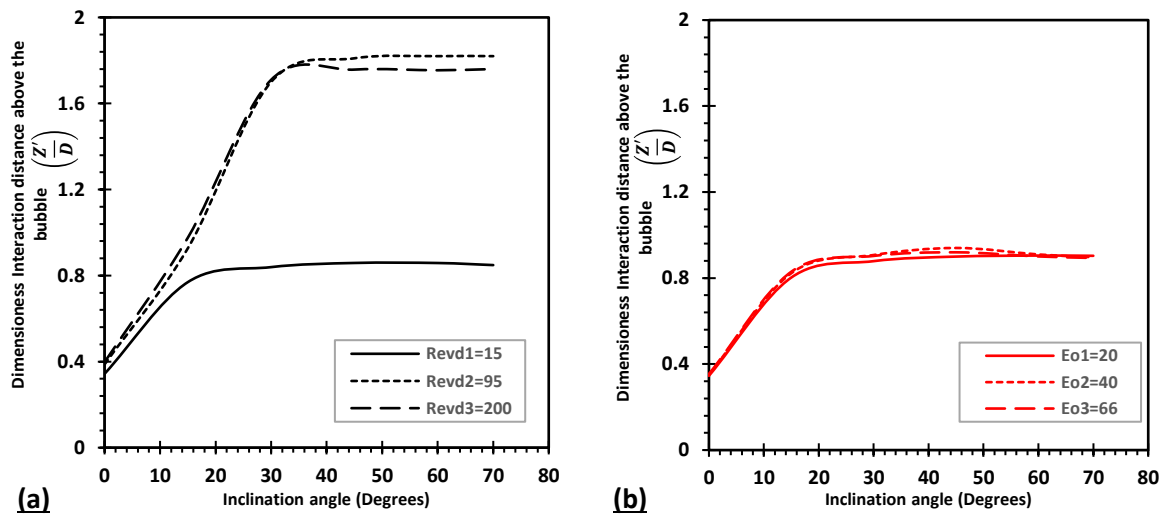 Dimensioness Interaction distance above the
bubble (Z′/D)
2
1.6
1.2
0.8
0.4
0
Revd1=15
Revd2=95
Revd3=200
0 10 20 30 40 50 60 70 80
Inclination angle (Degrees)
(a)
Dimensioness Interaction distance above the
bubble (Z′/D)
2
1.6
1.2
0.8
0.4
0
Eo1=20
Eo2=40
Eo3=66
0 10 20 30 40 50 60 70 80
Inclination angle (Degrees)
(b)